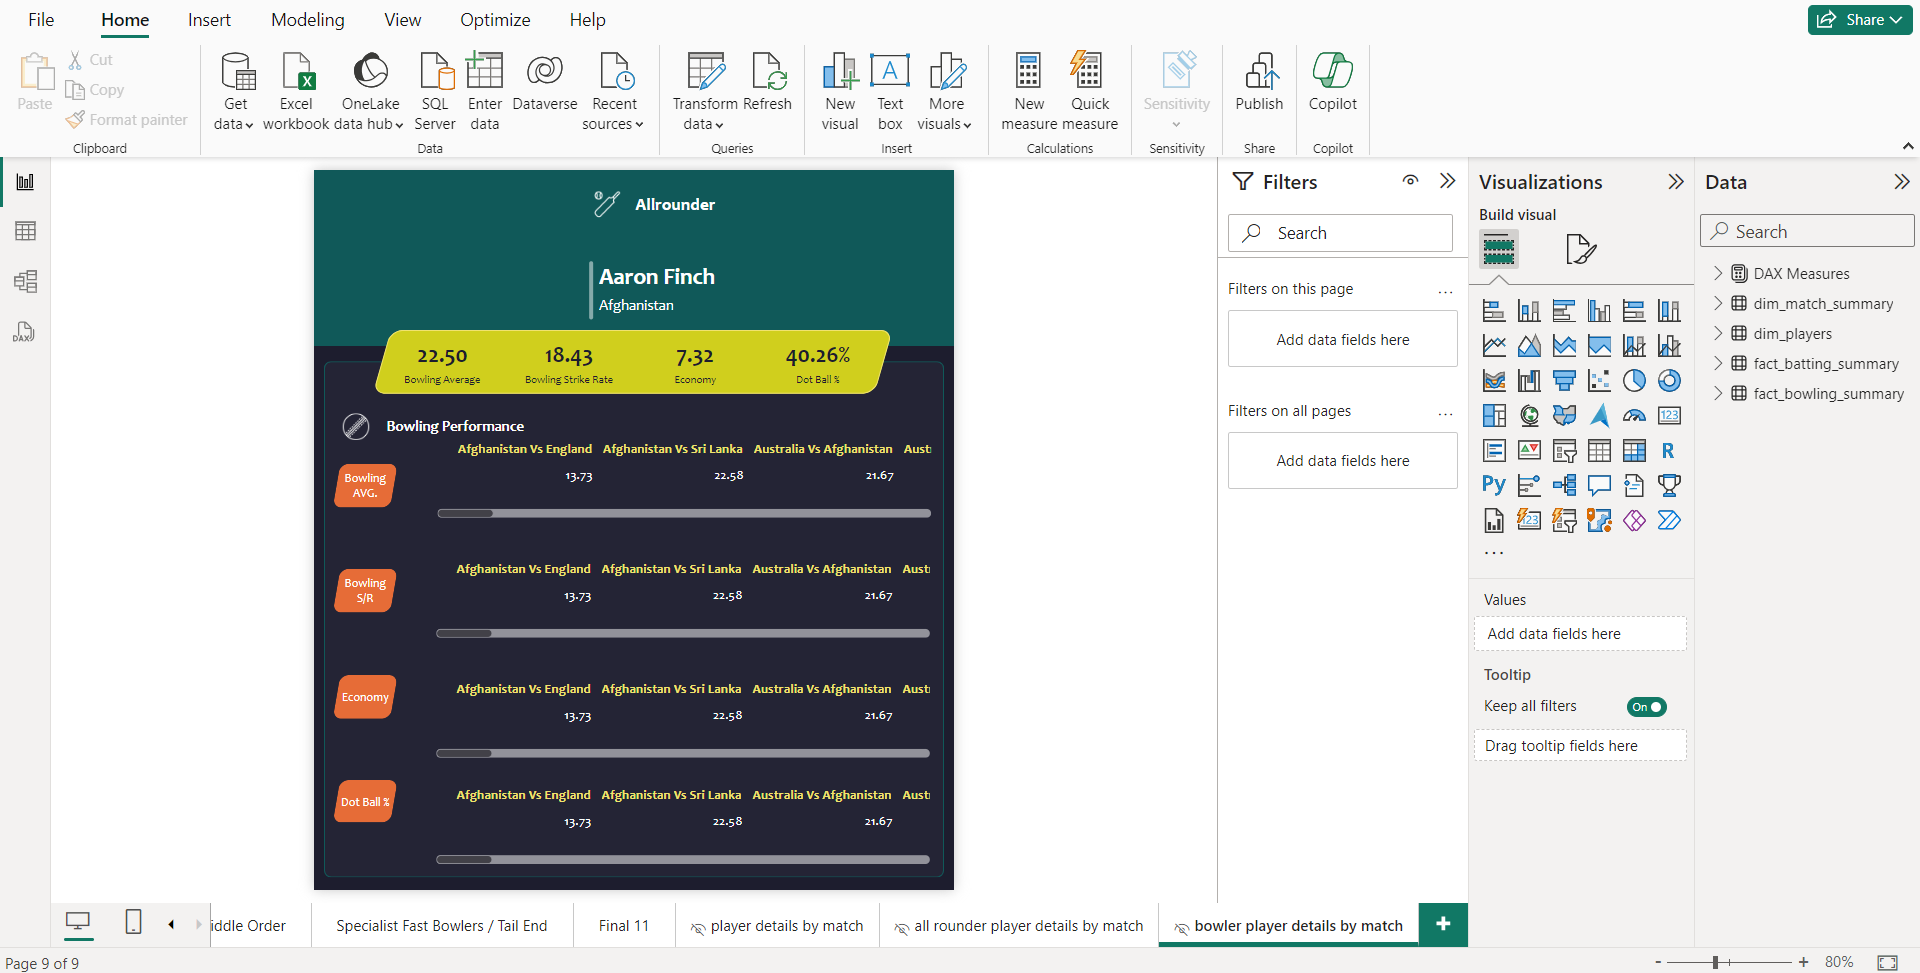 File Home Insert Modeling View Optimize Help
Share
Paste
Cut
Copy
Format painter
Clipboard
Get data
Excel workbook
OneLake data hub
SQL Server
Enter data
Dataverse
Recent sources
Data
Transform data
Refresh
Queries
New visual
Text box
More visuals
Insert
New measure
Quick measure
Calculations
Sensitivity
Sensitivity
Publish
Share
Copilot
Copilot
Allrounder
Aaron Finch
Afghanistan
22.50 18.43 7.32 40.26%
Bowling Average Bowling Strike Rate Economy Dot Ball %
Bowling Performance
Bowling AVG.
Afghanistan Vs England Afghanistan Vs Sri Lanka Australia Vs Afghanistan Aust
13.73 22.58 21.67
Bowling S/R
Afghanistan Vs England Afghanistan Vs Sri Lanka Australia Vs Afghanistan Aust
13.73 22.58 21.67
Economy
Afghanistan Vs England Afghanistan Vs Sri Lanka Australia Vs Afghanistan Aust
13.73 22.58 21.67
Dot Ball %
Afghanistan Vs England Afghanistan Vs Sri Lanka Australia Vs Afghanistan Aust
13.73 22.58 21.67
Filters
Search
Filters on this page ...
Add data fields here
Filters on all pages ...
Add data fields here
Visualizations
Build visual
123
R
Py
123
...
Values
Add data fields here
Tooltip
Keep all filters On
Drag tooltip fields here
Data
Search
DAX Measures
dim_match_summary
dim_players
fact_batting_summary
fact_bowling_summary
DAX
iddle Order Specialist Fast Bowlers / Tail End Final 11 player details by match all rounder player details by match bowler player details by match +
Page 9 of 9
- + 80%